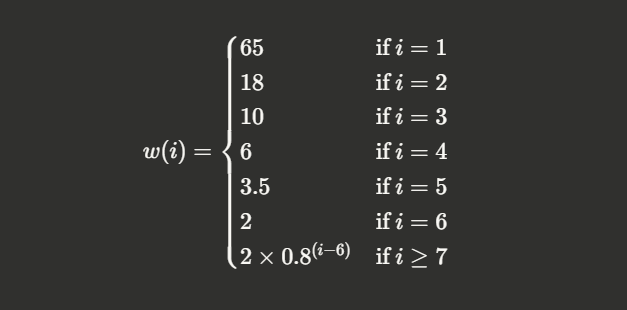 65 if i = 1
18 if i = 2
10 if i = 3
w(i) = { 6 if i = 4
3.5 if i = 5
2 if i = 6
2 × 0.8^(i−6) if i ≥ 7